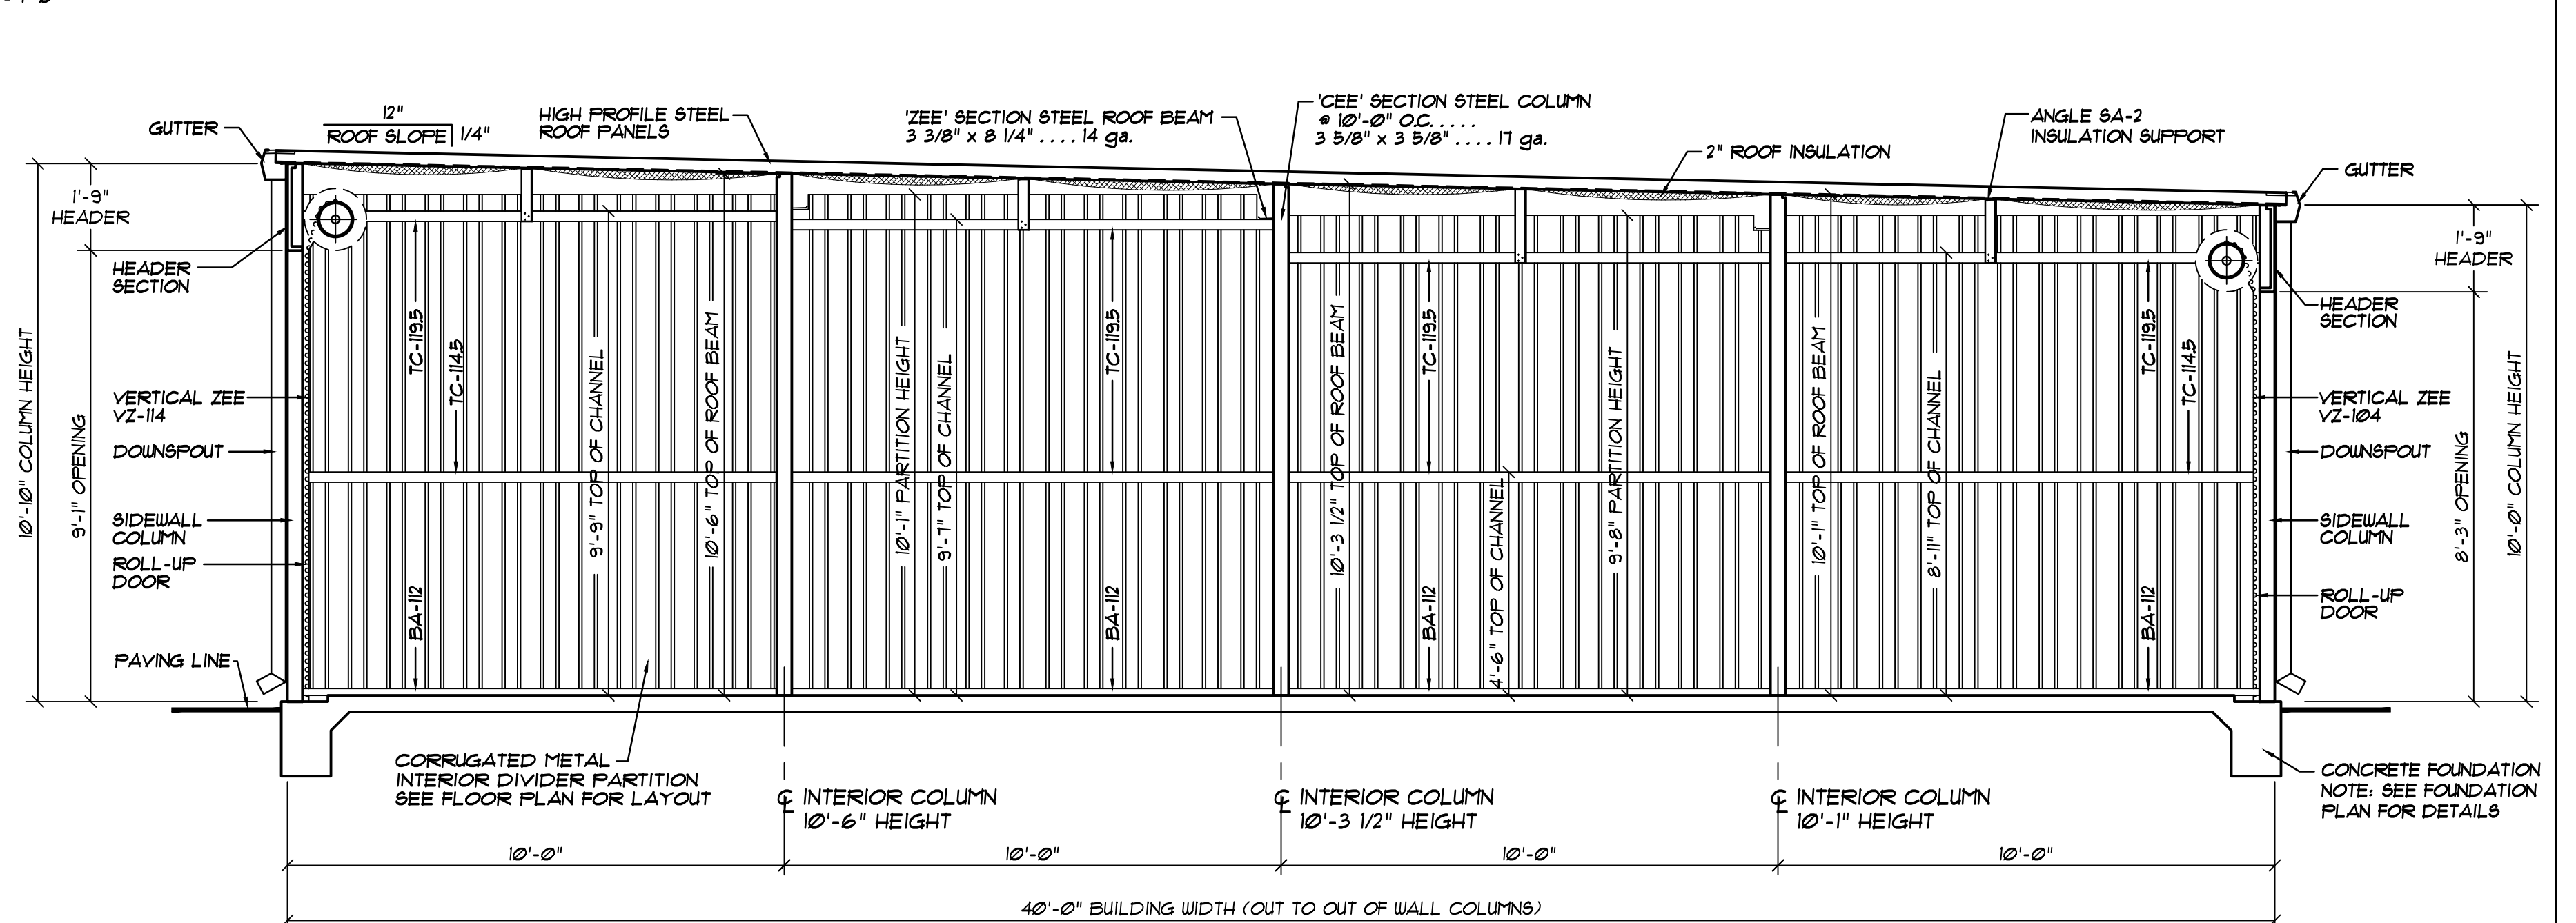 12"
ROOF SLOPE 1/4"
GUTTER
HIGH PROFILE STEEL
ROOF PANELS
'ZEE' SECTION STEEL ROOF BEAM
3 3/8" x 8 1/4" . . . . 14 ga.
'CEE' SECTION STEEL COLUMN
@ 10'-0" O.C. . . . .
3 5/8" x 3 5/8" . . . . 17 ga.
2" ROOF INSULATION
ANGLE SA-2
INSULATION SUPPORT
GUTTER
1'-9"
HEADER
HEADER
SECTION
10'-10" COLUMN HEIGHT
9'-1" OPENING
VERTICAL ZEE
VZ-114
DOWNSPOUT
SIDEWALL
COLUMN
ROLL-UP
DOOR
PAVING LINE
TC-119.5
TC-114.5
BA-112
9'-9" TOP OF CHANNEL
10'-6" TOP OF ROOF BEAM
10'-1" PARTITION HEIGHT
9'-7" TOP OF CHANNEL
TC-119.5
BA-112
10'-3 1/2" TOP OF ROOF BEAM
TC-119.5
BA-112
4'-6" TOP OF CHANNEL
9'-8" PARTITION HEIGHT
10'-1" TOP OF ROOF BEAM
8'-11" TOP OF CHANNEL
TC-119.5
TC-114.5
BA-112
1'-9"
HEADER
HEADER
SECTION
VERTICAL ZEE
VZ-104
DOWNSPOUT
SIDEWALL
COLUMN
ROLL-UP
DOOR
8'-3" OPENING
10'-0" COLUMN HEIGHT
CORRUGATED METAL
INTERIOR DIVIDER PARTITION
SEE FLOOR PLAN FOR LAYOUT
℄ INTERIOR COLUMN
10'-6" HEIGHT
℄ INTERIOR COLUMN
10'-3 1/2" HEIGHT
℄ INTERIOR COLUMN
10'-1" HEIGHT
CONCRETE FOUNDATION
NOTE: SEE FOUNDATION
PLAN FOR DETAILS
10'-0"
10'-0"
10'-0"
10'-0"
40'-0" BUILDING WIDTH (OUT TO OUT OF WALL COLUMNS)